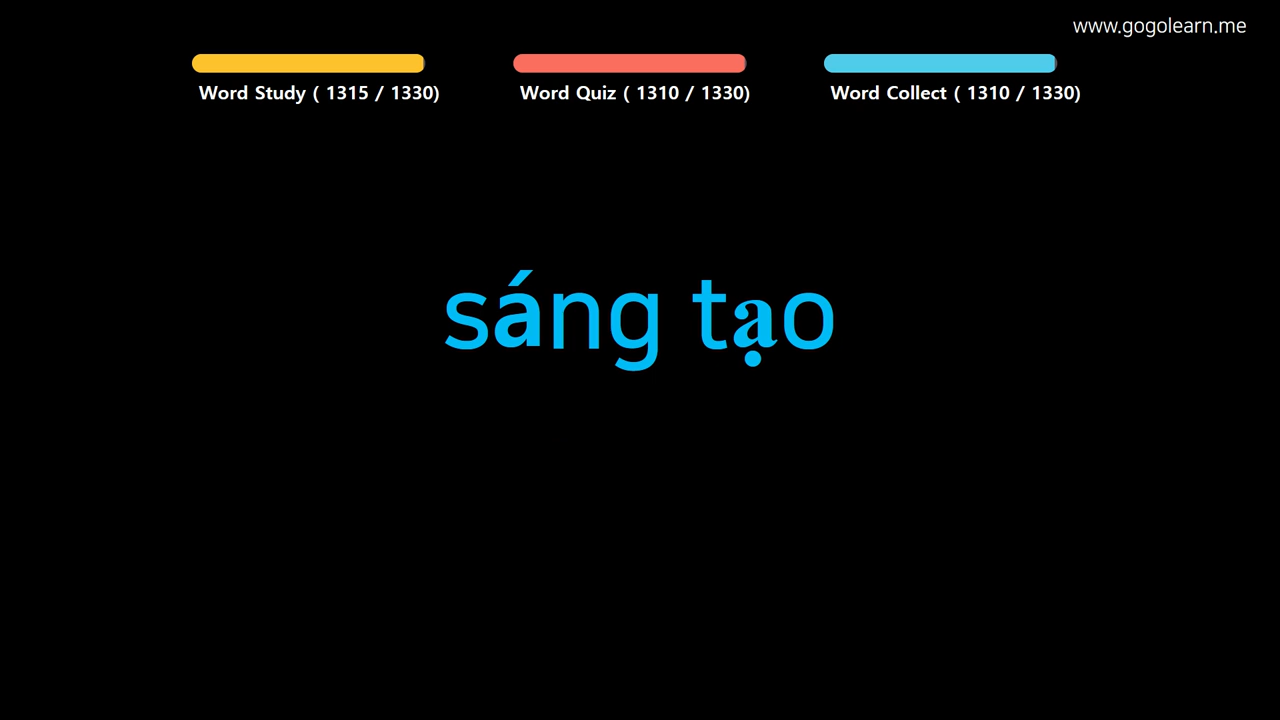 www.gogolearn.me
Word Study ( 1315 / 1330)
Word Quiz ( 1310 / 1330)
Word Collect ( 1310 / 1330)
sáng tạo